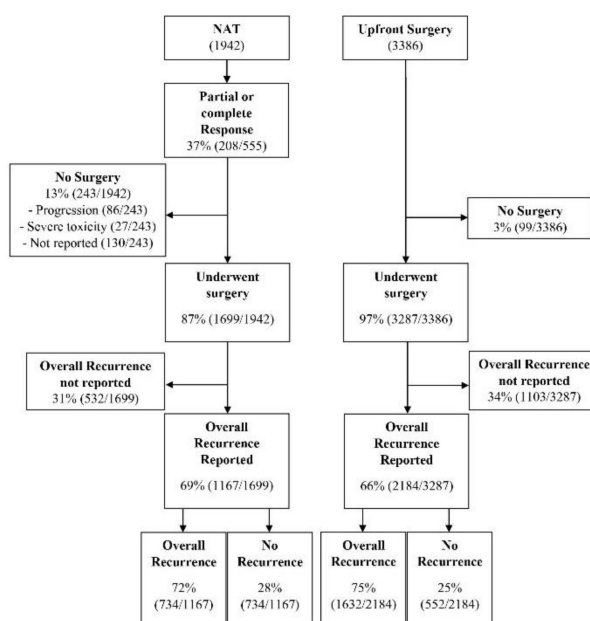 NAT
(1942)
Upfront Surgery
(3386)
Partial or
complete
Response
37% (208/555)
No Surgery
13% (243/1942)
- Progression (86/243)
- Severe toxicity (27/243)
- Not reported (130/243)
No Surgery
3% (99/3386)
Underwent
surgery
87% (1699/1942)
Underwent
surgery
97% (3287/3386)
Overall Recurrence
not reported
31% (532/1699)
Overall Recurrence
not reported
34% (1103/3287)
Overall
Recurrence
Reported
69% (1167/1699)
Overall
Recurrence
Reported
66% (2184/3287)
Overall
Recurrence
72%
(734/1167)
No
Recurrence
28%
(734/1167)
Overall
Recurrence
75%
(1632/2184)
No
Recurrence
25%
(552/2184)